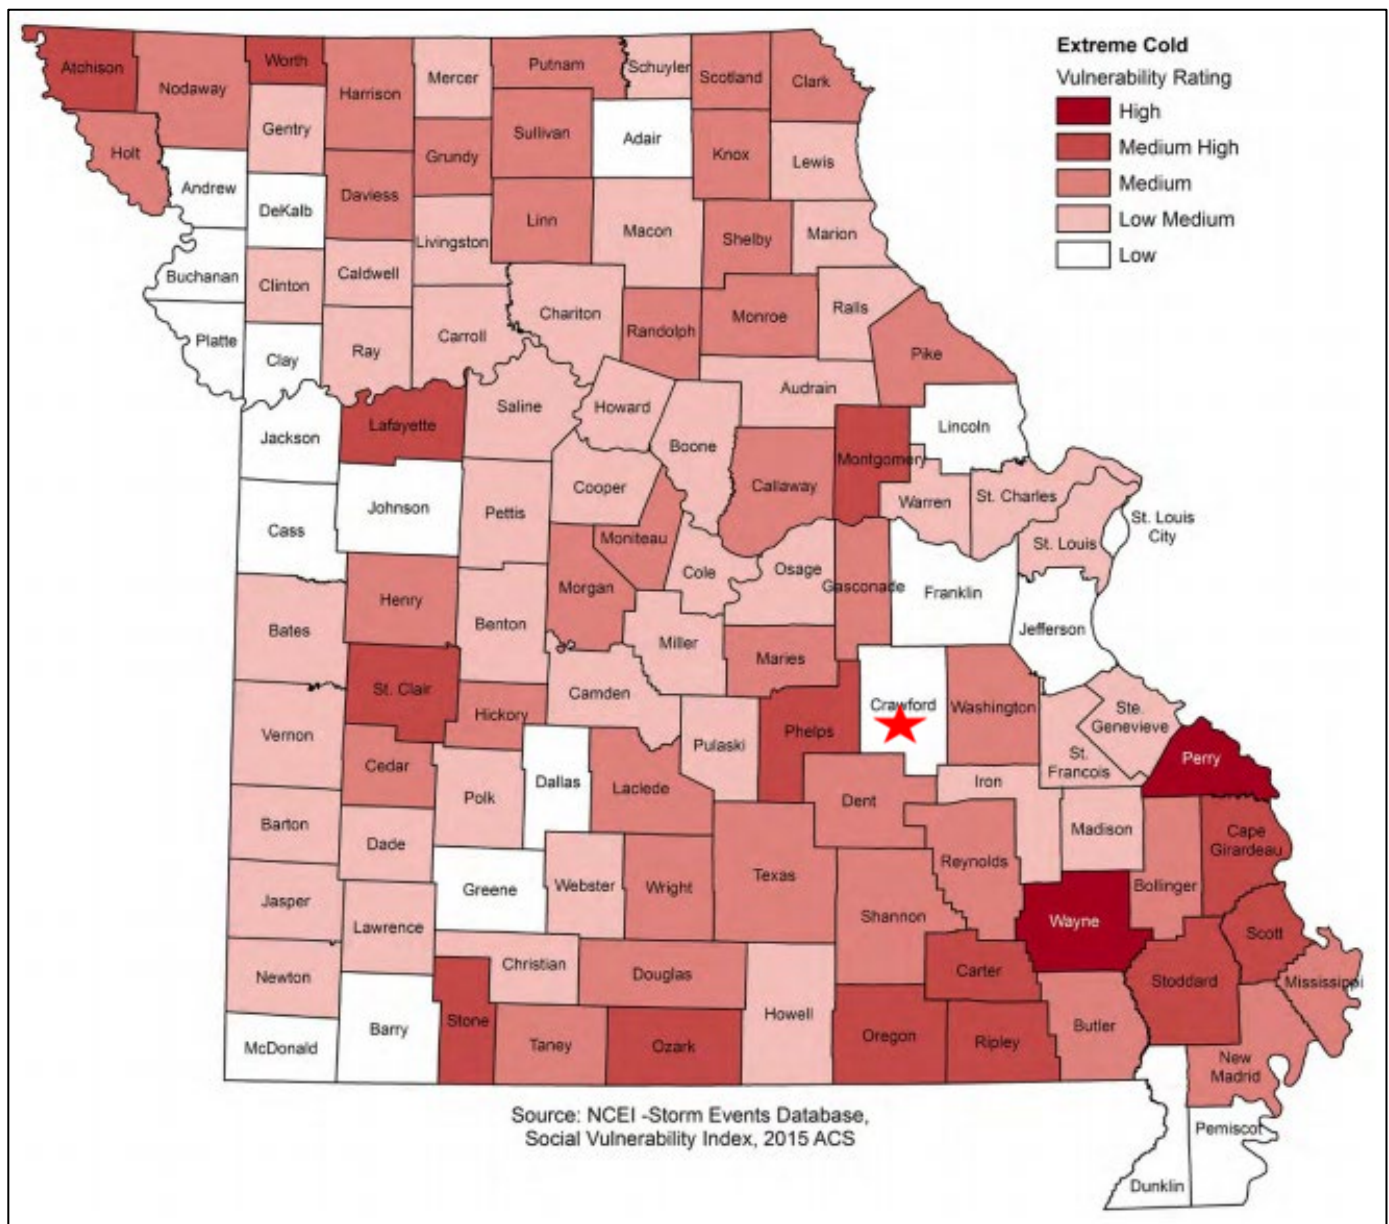 Extreme Cold
Vulnerability Rating
High
Medium High
Medium
Low Medium
Low
Atchison
Nodaway
Worth
Harrison
Mercer
Putnam
Schuyler
Scotland
Clark
Holt
Gentry
Grundy
Sullivan
Adair
Knox
Lewis
Andrew
DeKalb
Daviess
Livingston
Linn
Macon
Shelby
Marion
Buchanan
Clinton
Caldwell
Chariton
Randolph
Monroe
Ralls
Platte
Clay
Ray
Carroll
Pike
Audrain
Jackson
Lafayette
Saline
Howard
Boone
Lincoln
Montgomery
Callaway
Cooper
Warren
St. Charles
Cass
Johnson
Pettis
Moniteau
St. Louis
St. Louis
City
Cole
Osage
Gasconade
Franklin
Henry
Morgan
Benton
Bates
Miller
Maries
Jefferson
St. Clair
Camden
Hickory
Crawford
Washington
Ste.
Genevieve
Vernon
Pulaski
Phelps
St.
Francois
Perry
Cedar
Polk
Dallas
Laclede
Dent
Iron
Barton
Dade
Madison
Cape
Girardeau
Jasper
Greene
Webster
Wright
Texas
Reynolds
Bollinger
Lawrence
Shannon
Wayne
Scott
Newton
Christian
Douglas
Carter
Stoddard
Mississippi
McDonald
Barry
Stone
Taney
Ozark
Howell
Oregon
Ripley
Butler
New
Madrid
Pemiscot
Dunklin
Source: NCEI -Storm Events Database,
Social Vulnerability Index, 2015 ACS